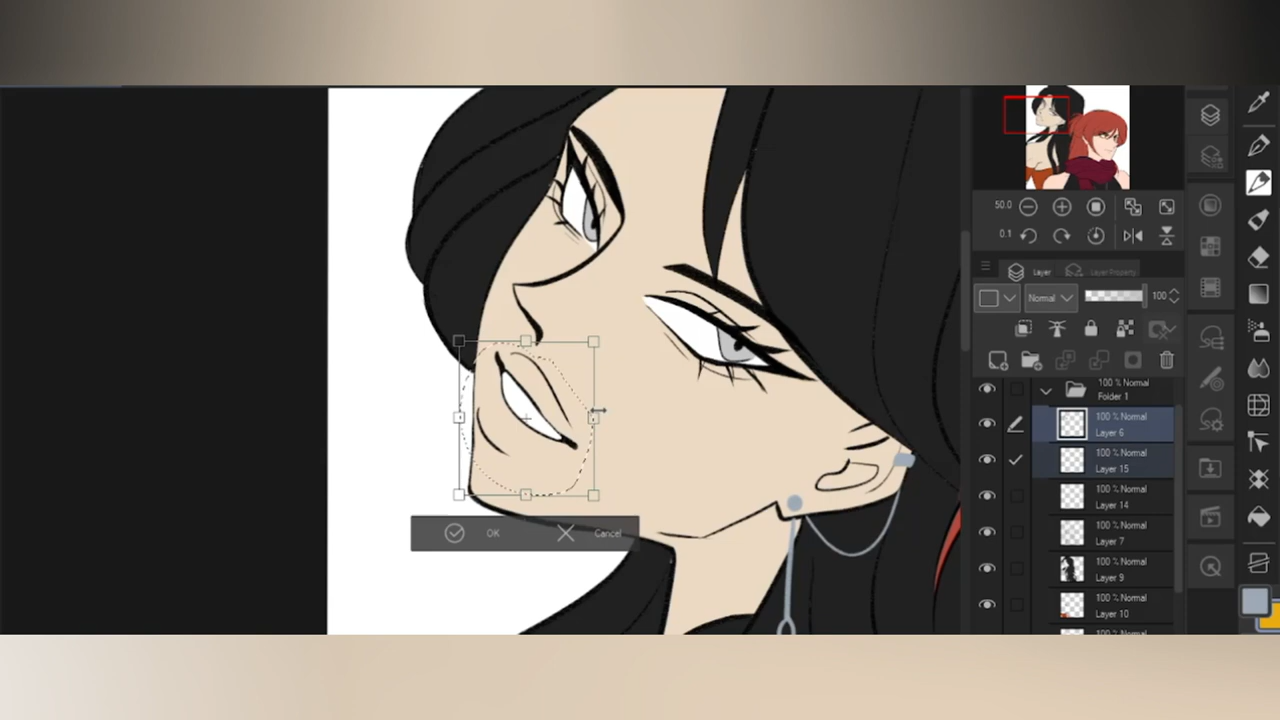 50.0
0.1
Layer
Layer Property
Normal
100
100 % Normal
Folder 1
100 % Normal
Layer 6
100 % Normal
Layer 15
100 % Normal
Layer 14
100 % Normal
Layer 7
100 % Normal
Layer 9
100 % Normal
Layer 10
OK
Cancel